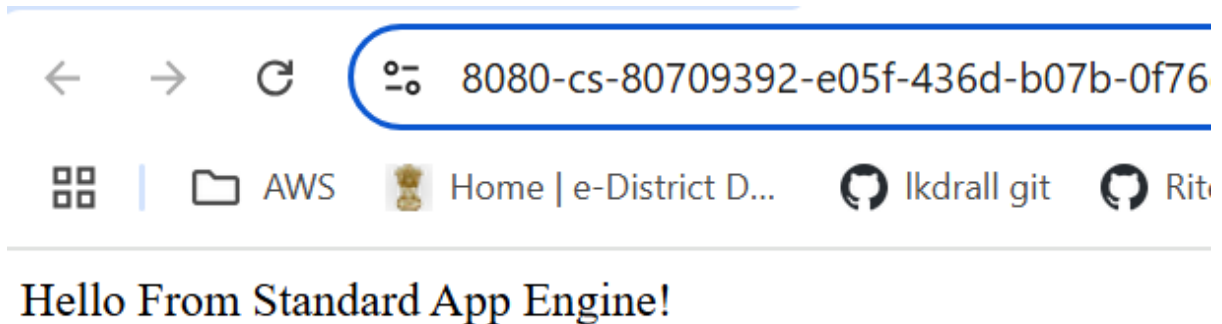 8080-cs-80709392-e05f-436d-b07b-0f76
AWS Home | e-District D... lkdrall git
Hello From Standard App Engine!